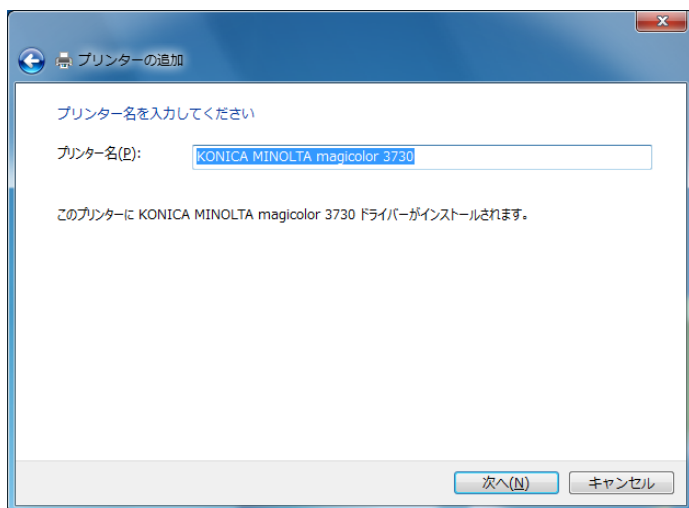 プリンターの追加
プリンター名を入力してください
プリンター名(P): KONICA MINOLTA magicolor 3730
このプリンターに KONICA MINOLTA magicolor 3730 ドライバーがインストールされます。
次へ(N) キャンセル